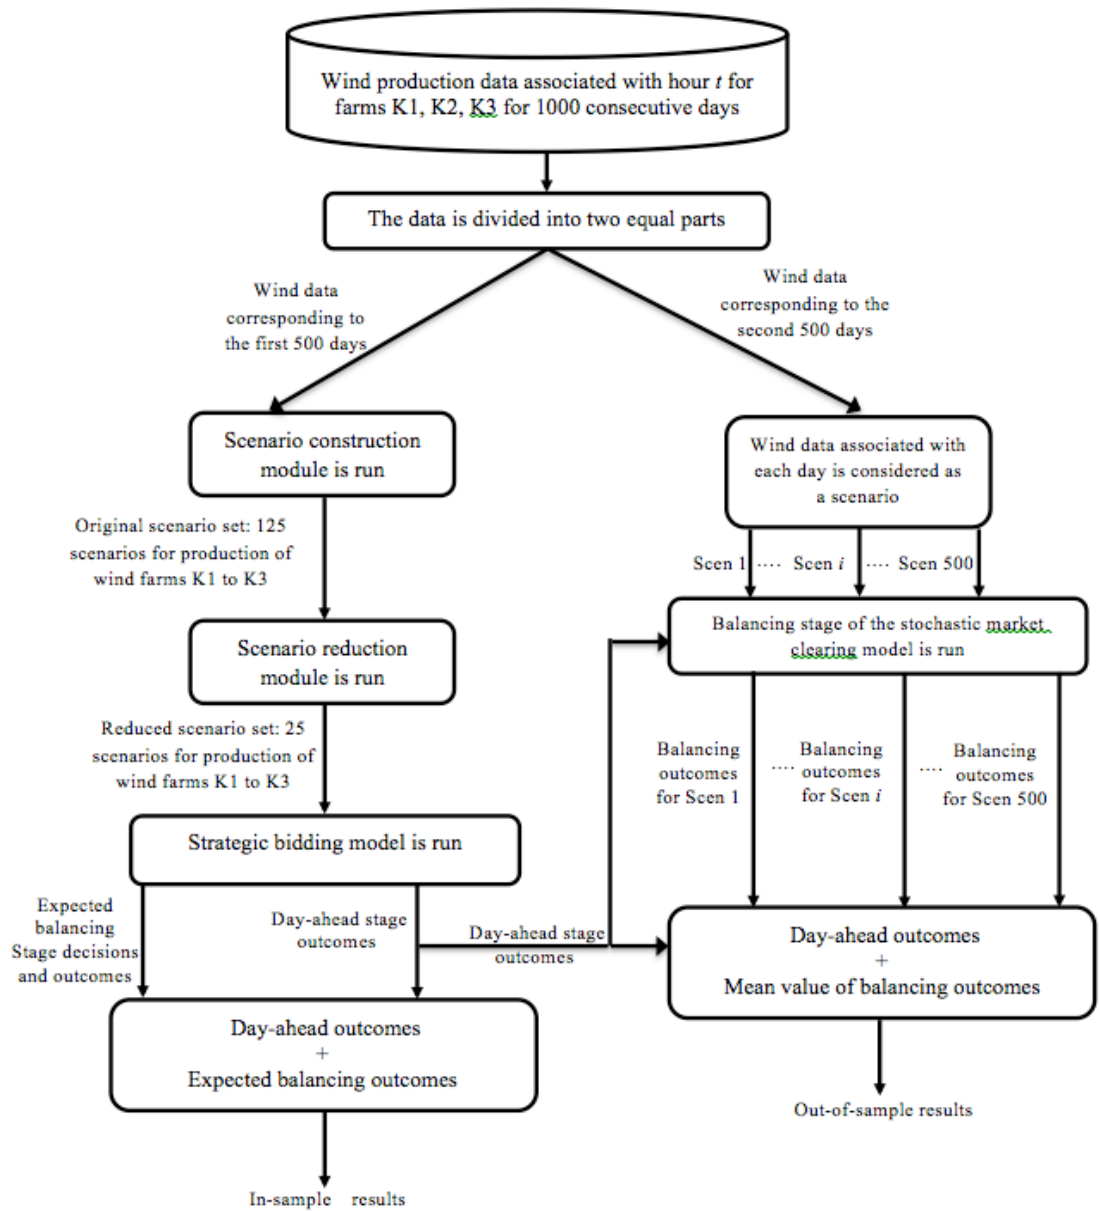 Wind production data associated with hour t for
farms K1, K2, K3 for 1000 consecutive days
The data is divided into two equal parts
Wind data
corresponding to
the first 500 days
Wind data
corresponding to the
second 500 days
Scenario construction
module is run
Wind data associated with
each day is considered as
a scenario
Original scenario set: 125
scenarios for production of
wind farms K1 to K3
Scen 1 .... Scen i .... Scen 500
Scenario reduction
module is run
Balancing stage of the stochastic market
clearing model is run
Reduced scenario set: 25
scenarios for production of
wind farms K1 to K3
Balancing
outcomes
for Scen 1
....
Balancing
outcomes
for Scen i
....
Balancing
outcomes
for Scen 500
Strategic bidding model is run
Expected
balancing
Stage decisions
and outcomes
Day-ahead stage
outcomes
Day-ahead stage
outcomes
Day-ahead outcomes
+
Mean value of balancing outcomes
Day-ahead outcomes
+
Expected balancing outcomes
Out-of-sample results
In-sample results